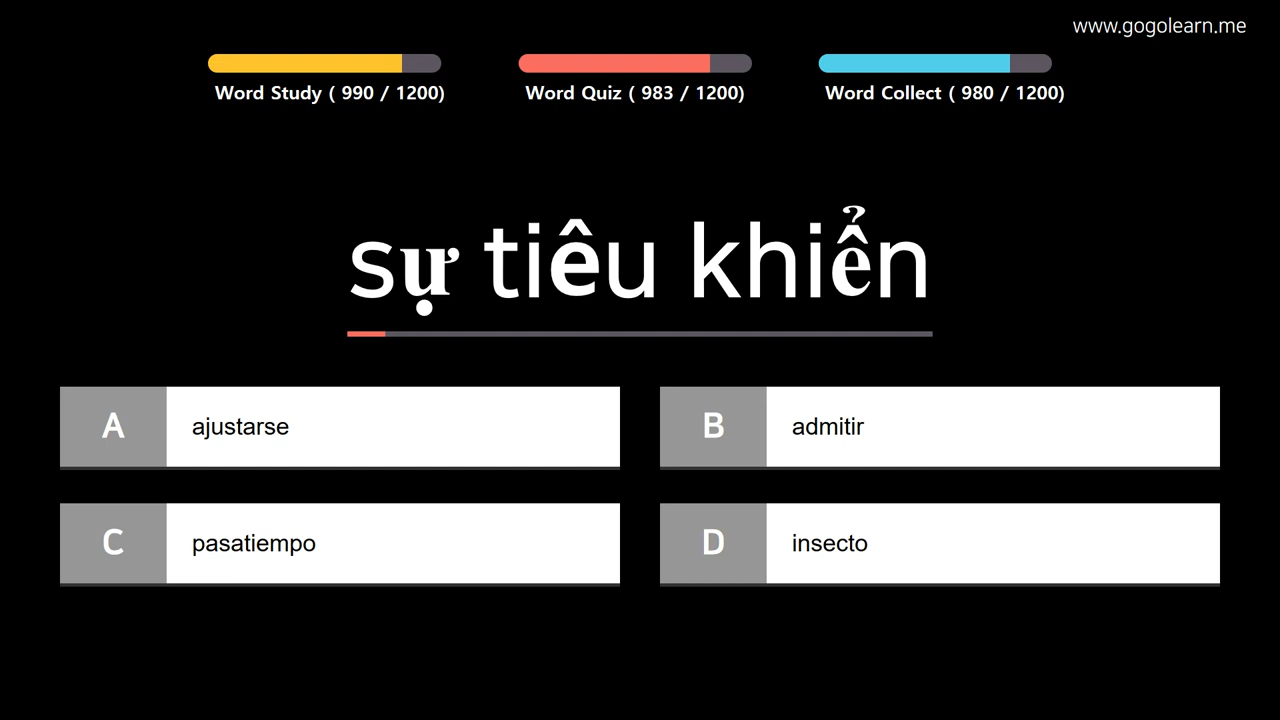 www.gogolearn.me
Word Study ( 990 / 1200)
Word Quiz ( 983 / 1200)
Word Collect ( 980 / 1200)
sự tiêu khiển
A ajustarse
B admitir
C pasatiempo
D insecto